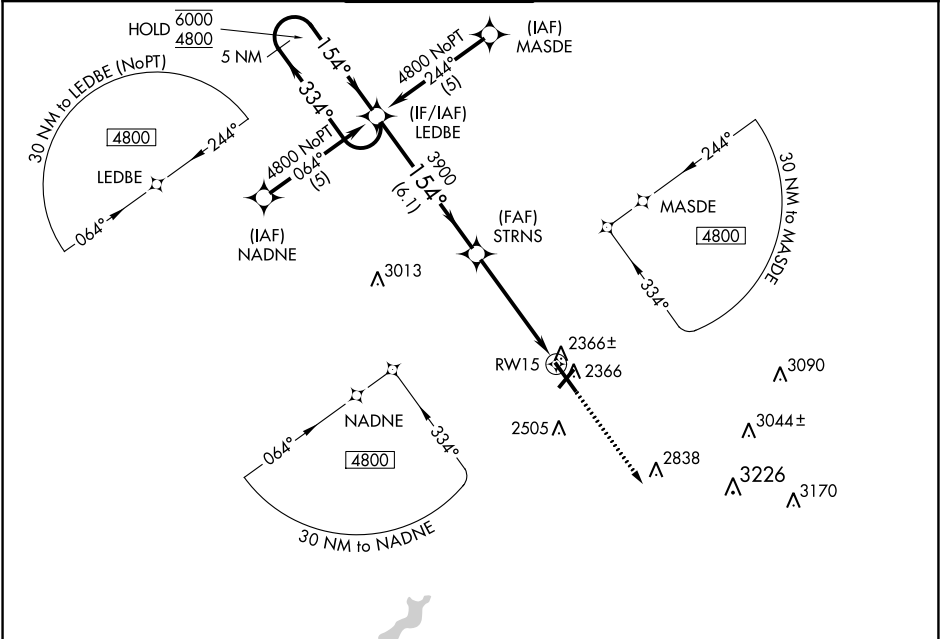 HOLD 6000
4800
5 NM
154°
334°
(IAF)
MASDE
4800 NoPT
244°
(5)
(IF/IAF)
LEDBE
30 NM to LEDBE (NoPT)
4800
244°
LEDBE
064°
4800 NoPT
064°
(5)
(IAF)
NADNE
3900
154°
(6.1)
(FAF)
STRNS
244°
MASDE
4800
334°
30 NM to MASDE
3013
2366±
RW15
2366
3090
NADNE
064°
334°
4800
30 NM to NADNE
2505
3044±
2838
3226
3170